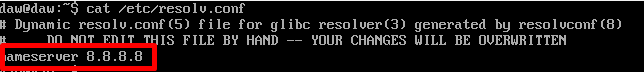 daw@daw:~$ cat /etc/resolv.conf
# Dynamic resolv.conf(5) file for glibc resolver(3) generated by resolvconf(8)
#     DO NOT EDIT THIS FILE BY HAND -- YOUR CHANGES WILL BE OVERWRITTEN
nameserver 8.8.8.8